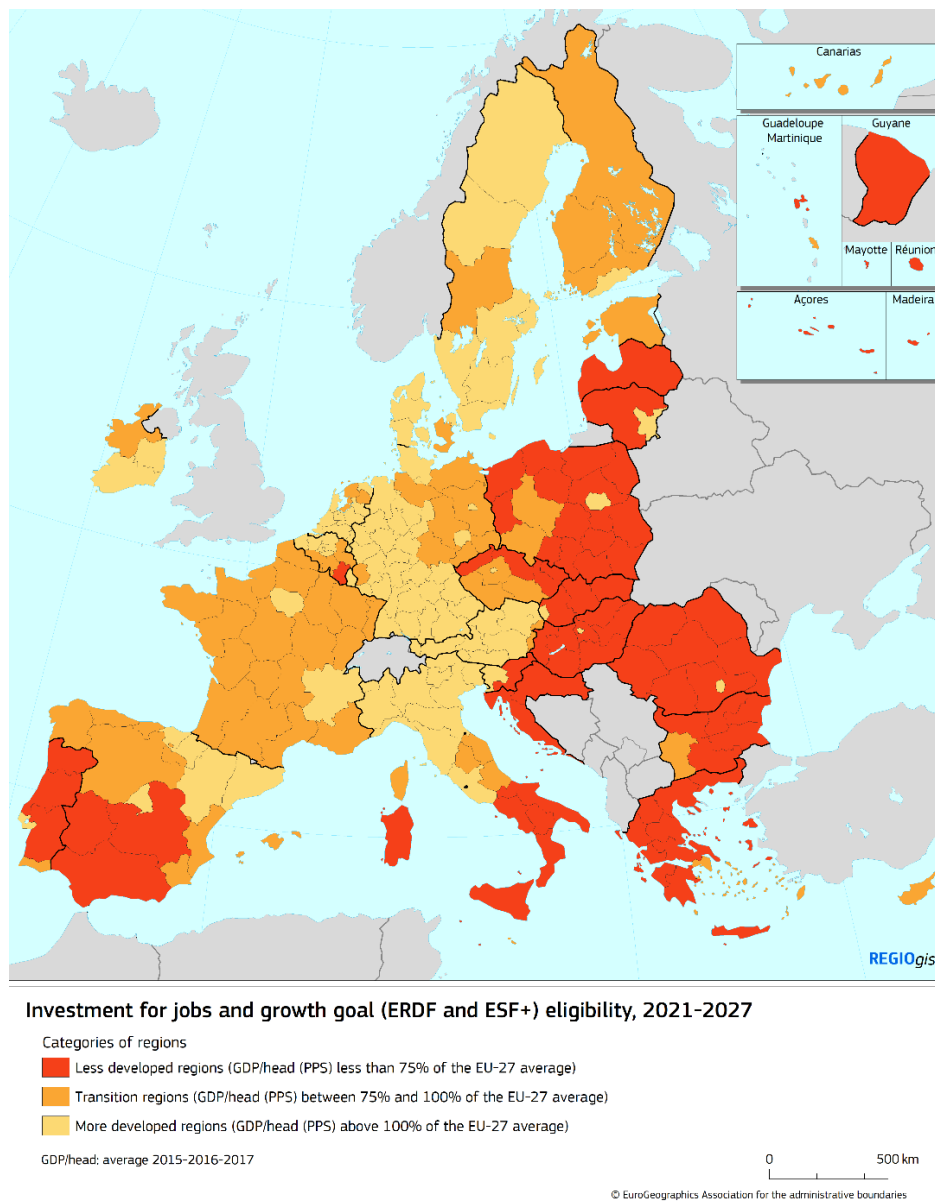 Canarias
Guadeloupe
Martinique
Guyane
Mayotte
Réunion
Açores
Madeira
REGIOgis
Investment for jobs and growth goal (ERDF and ESF+) eligibility, 2021-2027
Categories of regions
Less developed regions (GDP/head (PPS) less than 75% of the EU-27 average)
Transition regions (GDP/head (PPS) between 75% and 100% of the EU-27 average)
More developed regions (GDP/head (PPS) above 100% of the EU-27 average)
GDP/head: average 2015-2016-2017
0 500 km
© EuroGeographics Association for the administrative boundaries